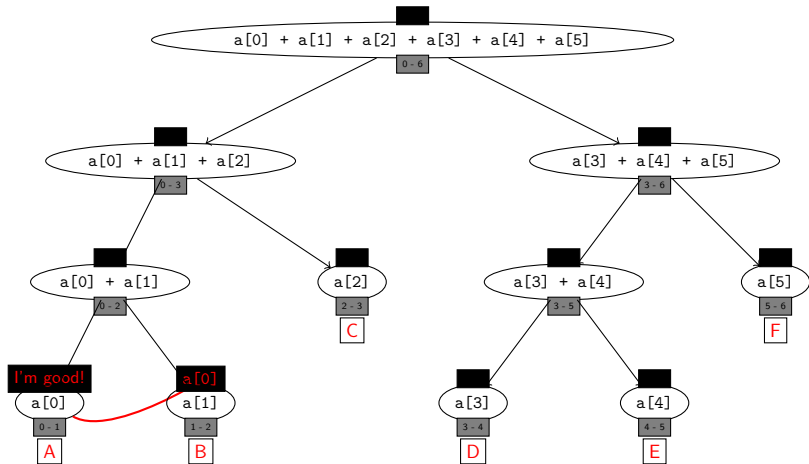 a[0] + a[1] + a[2] + a[3] + a[4] + a[5]
0 - 6
a[0] + a[1] + a[2]
a[3] + a[4] + a[5]
0 - 3
3 - 6
a[0] + a[1]
a[2]
a[3] + a[4]
a[5]
0 - 2
2 - 3
3 - 5
5 - 6
C
F
I'm good!
a[0]
a[0]
a[1]
a[3]
a[4]
0 - 1
1 - 2
3 - 4
4 - 5
A
B
D
E